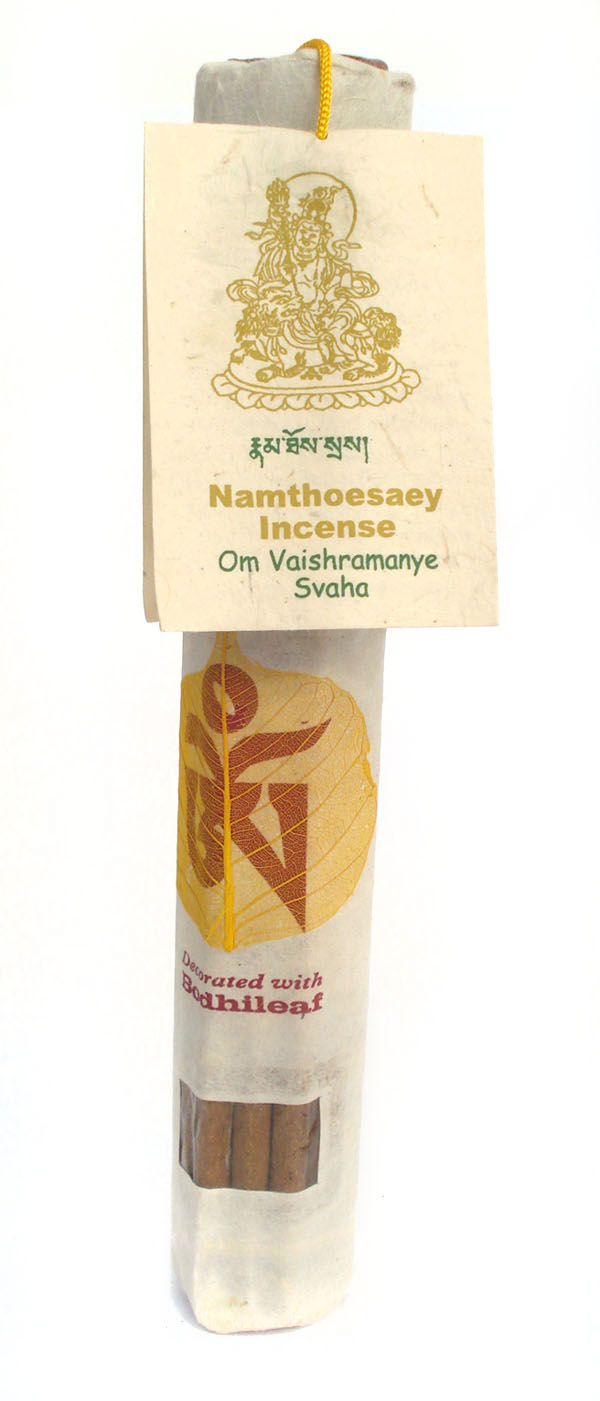 རྣམ་ཐོས་སྲས།
Namthoesaey
Incense
Om Vaishramanye
Svaha
ཨོཾ
Decorated with
Bodhileaf